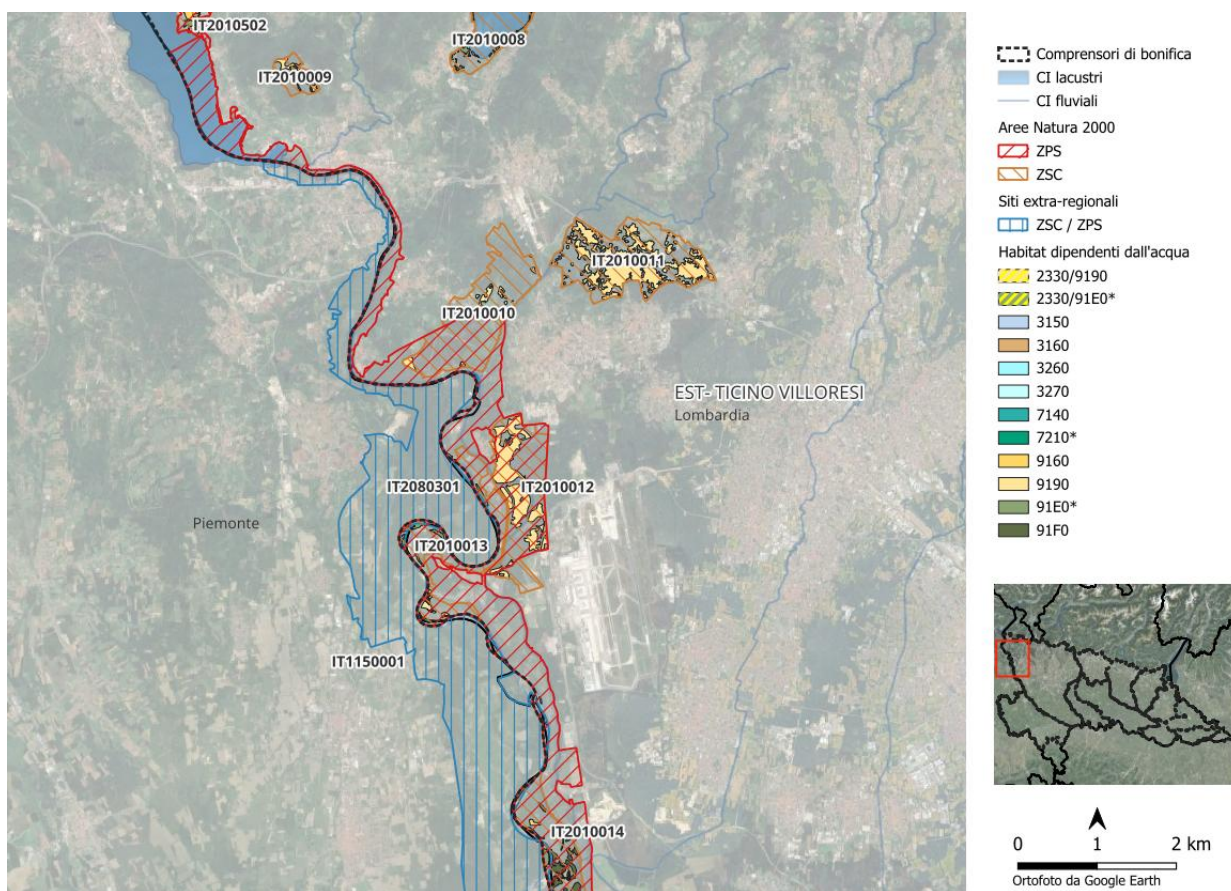 IT2010502
IT2010008
IT2010009
IT2010011
IT2010010
EST- TICINO VILLORESI
Lombardia
IT2080301
IT2010012
Piemonte
IT2010013
IT1150001
IT2010014
Comprensori di bonifica
CI lacustri
CI fluviali
Aree Natura 2000
ZPS
ZSC
Siti extra-regionali
ZSC / ZPS
Habitat dipendenti dall'acqua
2330/9190
2330/91E0*
3150
3160
3260
3270
7140
7210*
9160
9190
91E0*
91F0
0 1 2 km
Ortofoto da Google Earth